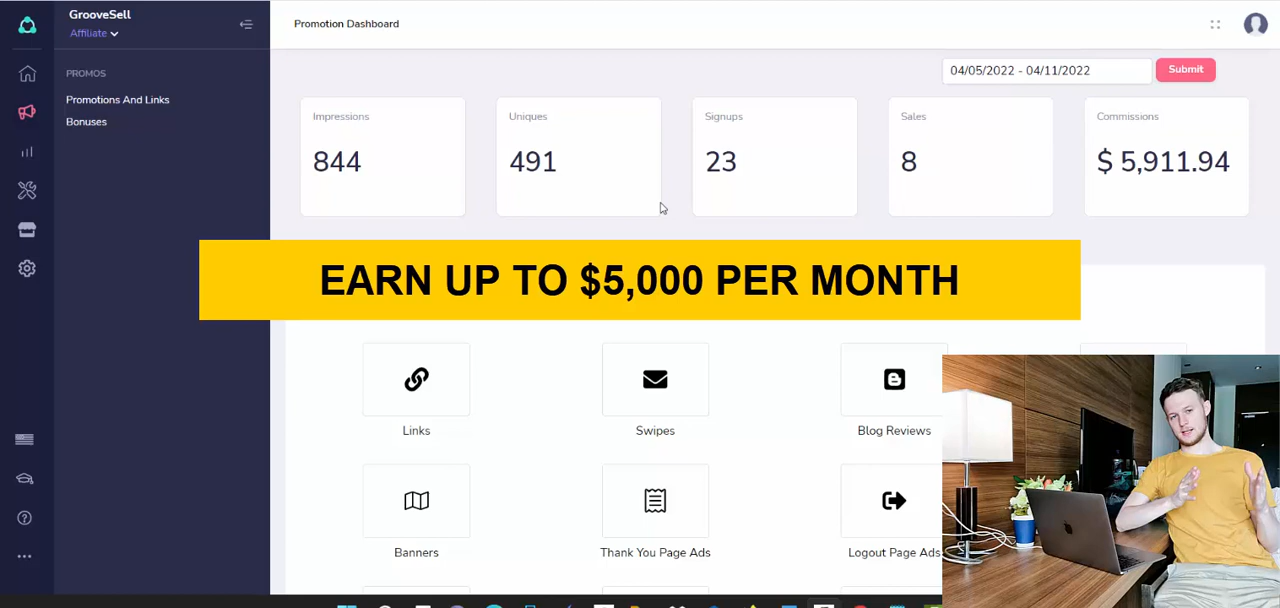 GrooveSell
Affiliate
PROMOS
Promotions And Links
Bonuses
Promotion Dashboard
04/05/2022 - 04/11/2022
Submit
Impressions
844
Uniques
491
Signups
23
Sales
8
Commissions
$ 5,911.94
EARN UP TO $5,000 PER MONTH
Links
Swipes
Blog Reviews
Banners
Thank You Page Ads
Logout Page Ads